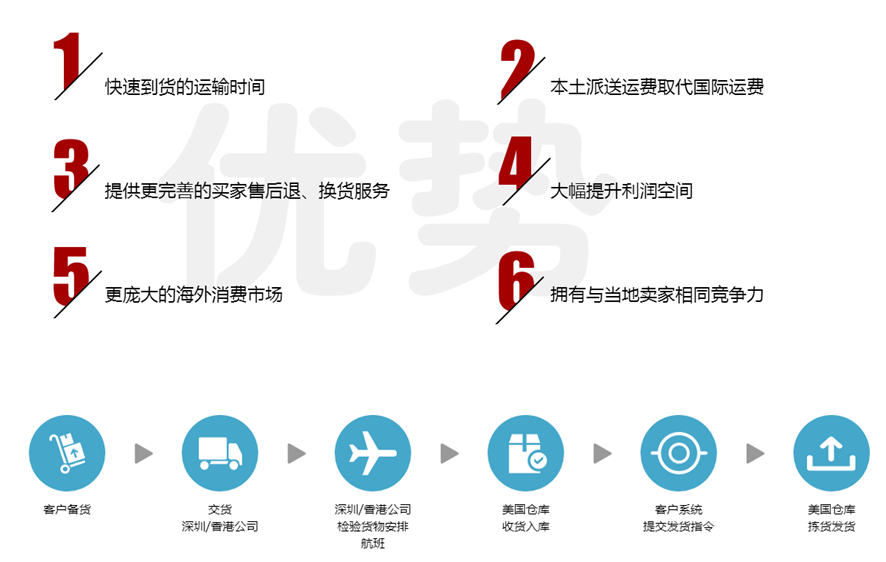 优势
1
快速到货的运输时间
2
本土派送运费取代国际运费
3
提供更完善的买家售后退、换货服务
4
大幅提升利润空间
5
更庞大的海外消费市场
6
拥有与当地卖家相同竞争力
客户备货
交货
深圳/香港公司
深圳/香港公司
检验货物安排
航班
美国仓库
收货入库
客户系统
提交发货指令
美国仓库
拣货发货